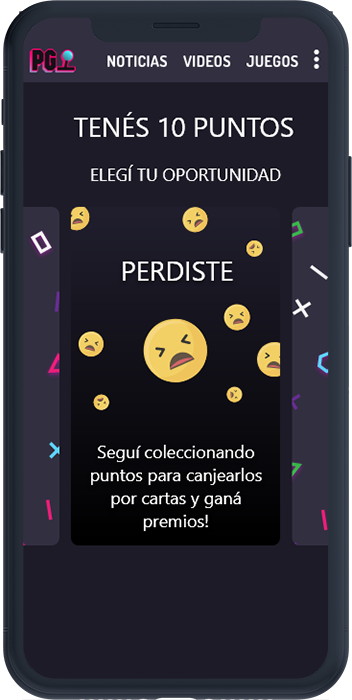 PG
NOTICIAS VIDEOS JUEGOS
TENÉS 10 PUNTOS
ELEGÍ TU OPORTUNIDAD
PERDISTE
Seguí coleccionando
puntos para canjearlos
por cartas y ganá
premios!